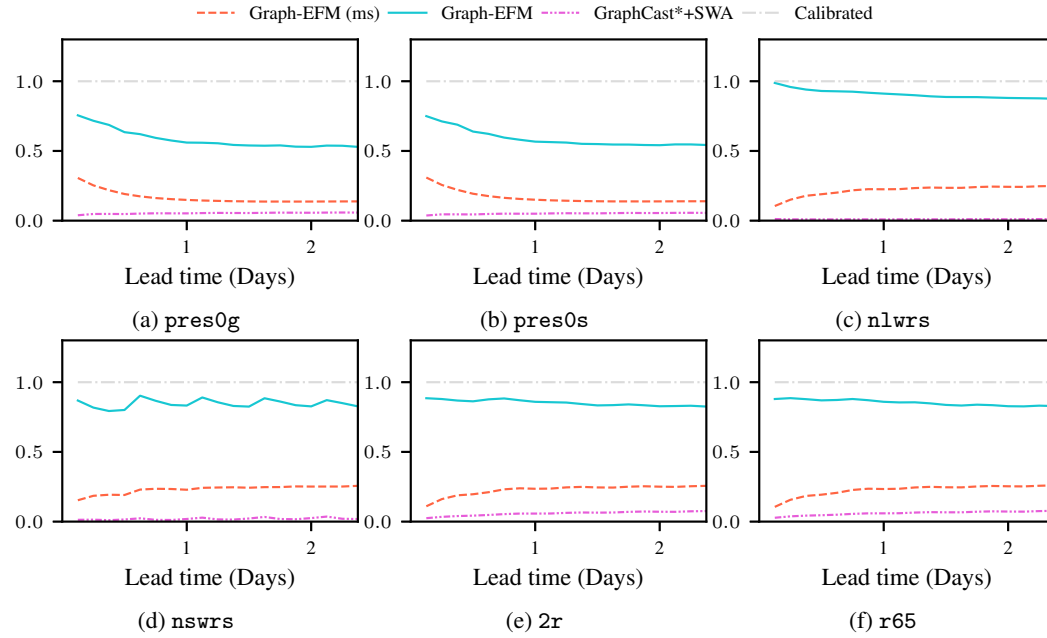 Graph-EFM (ms) Graph-EFM GraphCast*+SWA Calibrated
1.0 1.0 1.0
0.5 0.5 0.5
0.0 0.0 0.0
1 2 1 2 1 2
Lead time (Days) Lead time (Days) Lead time (Days)
(a) pres0g (b) pres0s (c) nlwrs
1.0 1.0 1.0
0.5 0.5 0.5
0.0 0.0 0.0
1 2 1 2 1 2
Lead time (Days) Lead time (Days) Lead time (Days)
(d) nswrs (e) 2r (f) r65